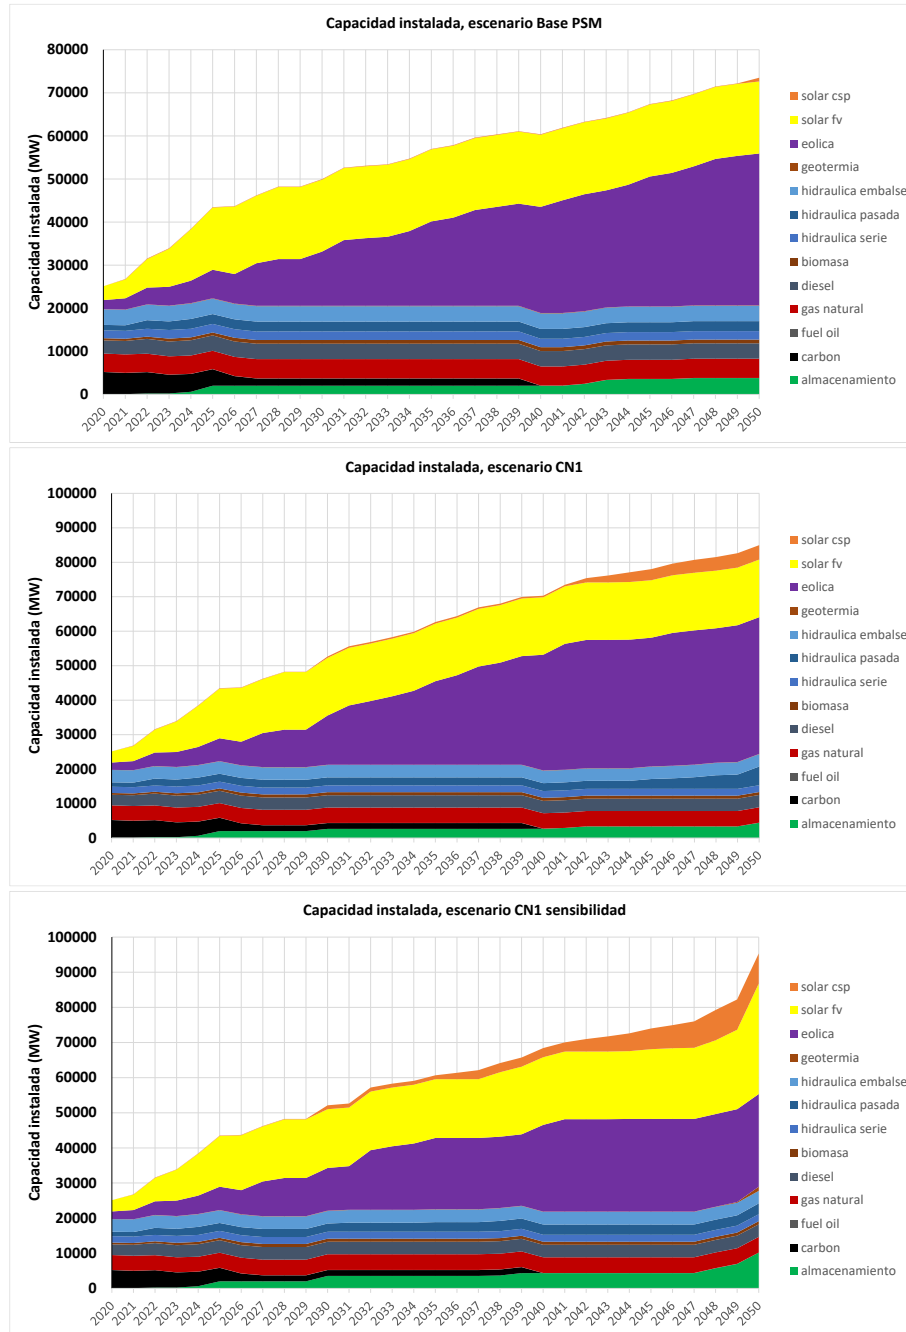 Capacidad instalada, escenario Base PSM
80000
70000
60000
50000
40000
30000
20000
10000
0
Capacidad instalada (MW)
2020 2021 2022 2023 2024 2025 2026 2027 2028 2029 2030 2031 2032 2033 2034 2035 2036 2037 2038 2039 2040 2041 2042 2043 2044 2045 2046 2047 2048 2049 2050
solar csp
solar fv
eolica
geotermia
hidraulica embalse
hidraulica pasada
hidraulica serie
biomasa
diesel
gas natural
fuel oil
carbon
almacenamiento
Capacidad instalada, escenario CN1
100000
90000
80000
70000
60000
50000
40000
30000
20000
10000
0
Capacidad instalada (MW)
2020 2021 2022 2023 2024 2025 2026 2027 2028 2029 2030 2031 2032 2033 2034 2035 2036 2037 2038 2039 2040 2041 2042 2043 2044 2045 2046 2047 2048 2049 2050
solar csp
solar fv
eolica
geotermia
hidraulica embalse
hidraulica pasada
hidraulica serie
biomasa
diesel
gas natural
fuel oil
carbon
almacenamiento
Capacidad instalada, escenario CN1 sensibilidad
100000
90000
80000
70000
60000
50000
40000
30000
20000
10000
0
Capacidad instalada (MW)
2020 2021 2022 2023 2024 2025 2026 2027 2028 2029 2030 2031 2032 2033 2034 2035 2036 2037 2038 2039 2040 2041 2042 2043 2044 2045 2046 2047 2048 2049 2050
solar csp
solar fv
eolica
geotermia
hidraulica embalse
hidraulica pasada
hidraulica serie
biomasa
diesel
gas natural
fuel oil
carbon
almacenamiento